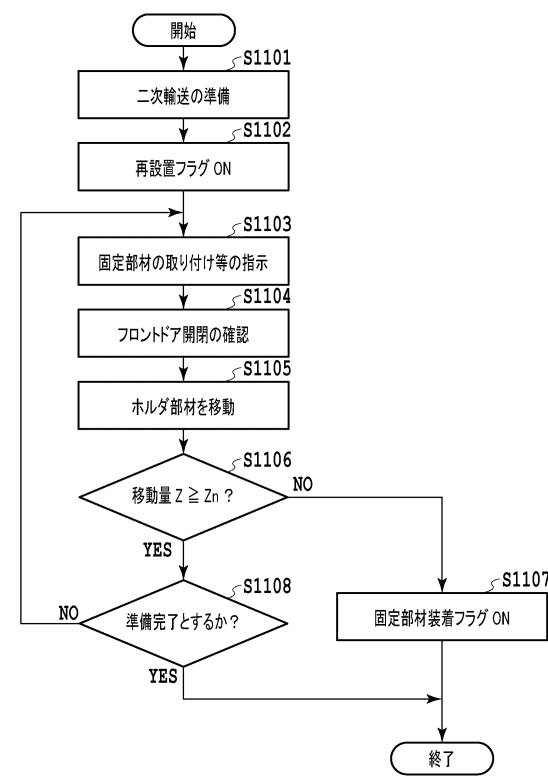 開始
S1101
二次輸送の準備
S1102
再設置フラグ ON
S1103
固定部材の取り付け等の指示
S1104
フロントドア開閉の確認
S1105
ホルダ部材を移動
S1106
移動量 Z ≧ Zn ?
NO
YES
S1107
固定部材装着フラグ ON
S1108
準備完了とするか?
NO
YES
終了